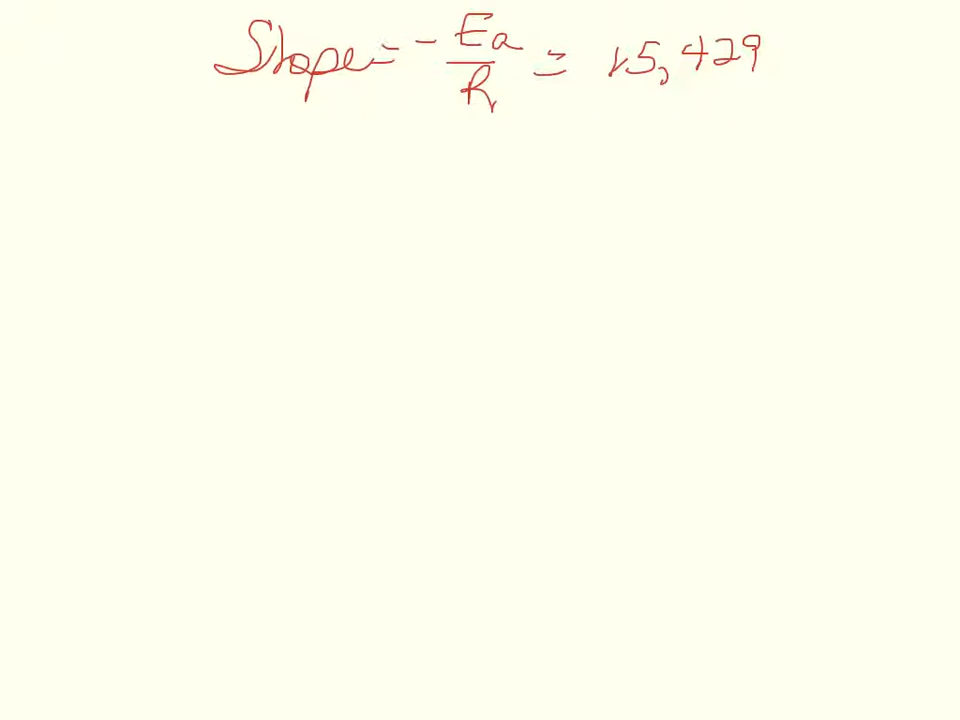 Slope = - Ea/R = 15,429